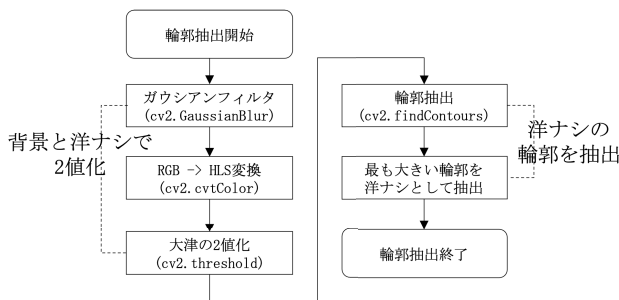 輪郭抽出開始
ガウシアンフィルタ
(cv2.GaussianBlur)
背景と洋ナシで
2値化
RGB -> HLS変換
(cv2.cvtColor)
大津の2値化
(cv2.threshold)
輪郭抽出
(cv2.findContours)
洋ナシの
輪郭を抽出
最も大きい輪郭を
洋ナシとして抽出
輪郭抽出終了